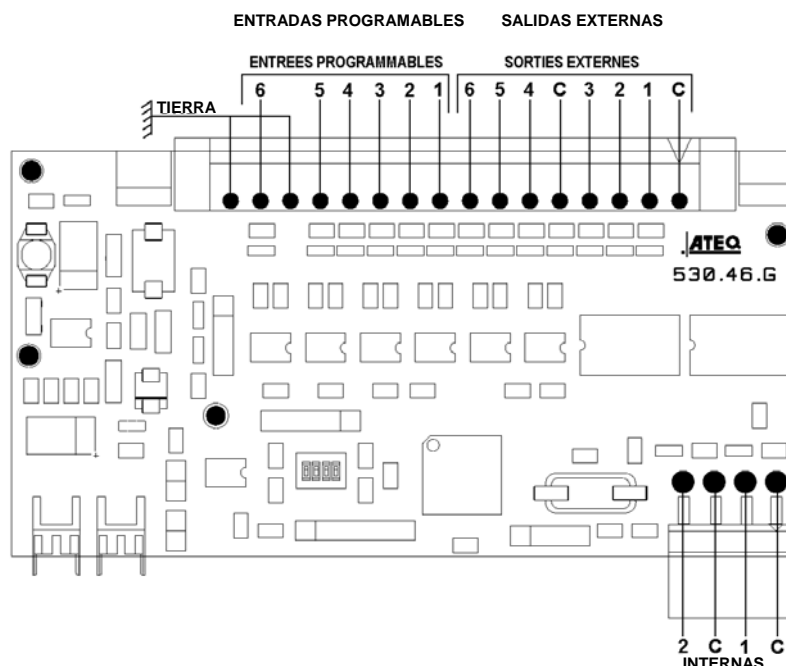 ENTRADAS PROGRAMABLES SALIDAS EXTERNAS
ENTREES PROGRAMMABLES SORTIES EXTERNES
6 5 4 3 2 1 6 5 4 C 3 2 1 C
TIERRA
ATEQ
530.46.G
2 C 1 C
INTERNAS